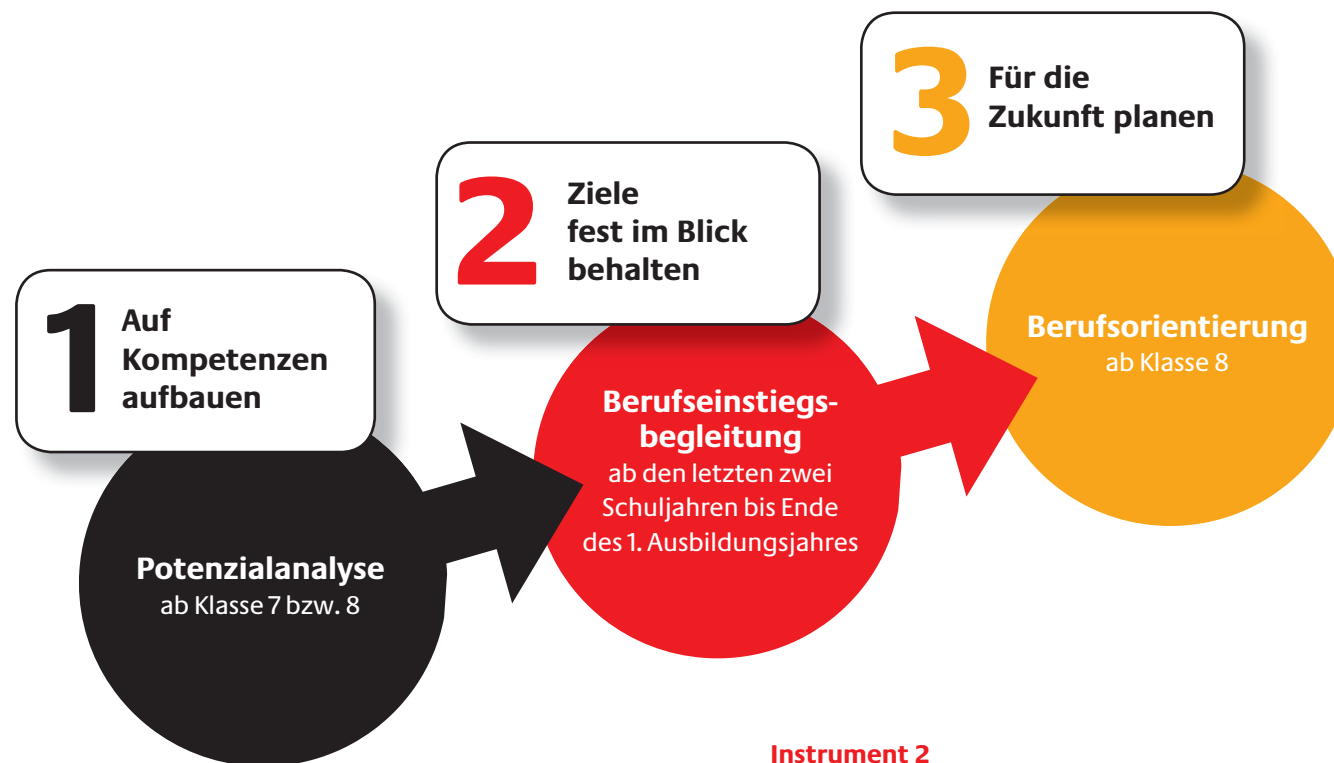 1
Auf
Kompetenzen
aufbauen
Potenzialanalyse
ab Klasse 7 bzw. 8
2
Ziele
fest im Blick
behalten
Berufseinstiegs-
begleitung
ab den letzten zwei
Schuljahren bis Ende
des 1. Ausbildungsjahres
3
Für die
Zukunft planen
Berufsorientierung
ab Klasse 8
Instrument 2